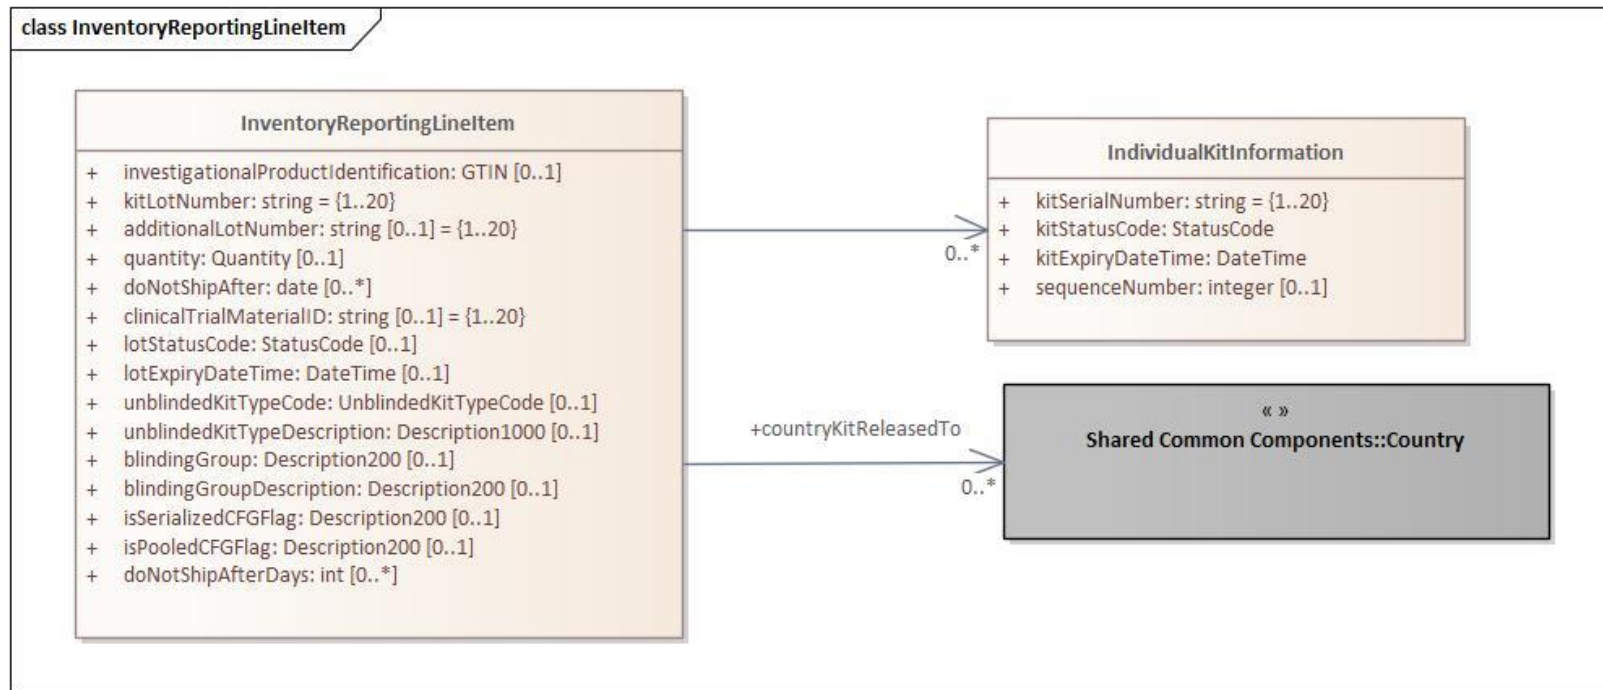 class InventoryReportingLineItem
InventoryReportingLineItem
+ investigationalProductIdentification: GTIN [0..1]
+ kitLotNumber: string = {1..20}
+ additionalLotNumber: string [0..1] = {1..20}
+ quantity: Quantity [0..1]
+ doNotShipAfter: date [0..*]
+ clinicalTrialMaterialID: string [0..1] = {1..20}
+ lotStatusCode: StatusCode [0..1]
+ lotExpiryDateTime: DateTime [0..1]
+ unblindedKitTypeCode: UnblindedKitTypeCode [0..1]
+ unblindedKitTypeDescription: Description1000 [0..1]
+ blindingGroup: Description200 [0..1]
+ blindingGroupDescription: Description200 [0..1]
+ isSerializedCFGFlag: Description200 [0..1]
+ isPooledCFGFlag: Description200 [0..1]
+ doNotShipAfterDays: int [0..*]
0..*
IndividualKitInformation
+ kitSerialNumber: string = {1..20}
+ kitStatusCode: StatusCode
+ kitExpiryDateTime: DateTime
+ sequenceNumber: integer [0..1]
+countryKitReleasedTo
0..*
« »
Shared Common Components::Country